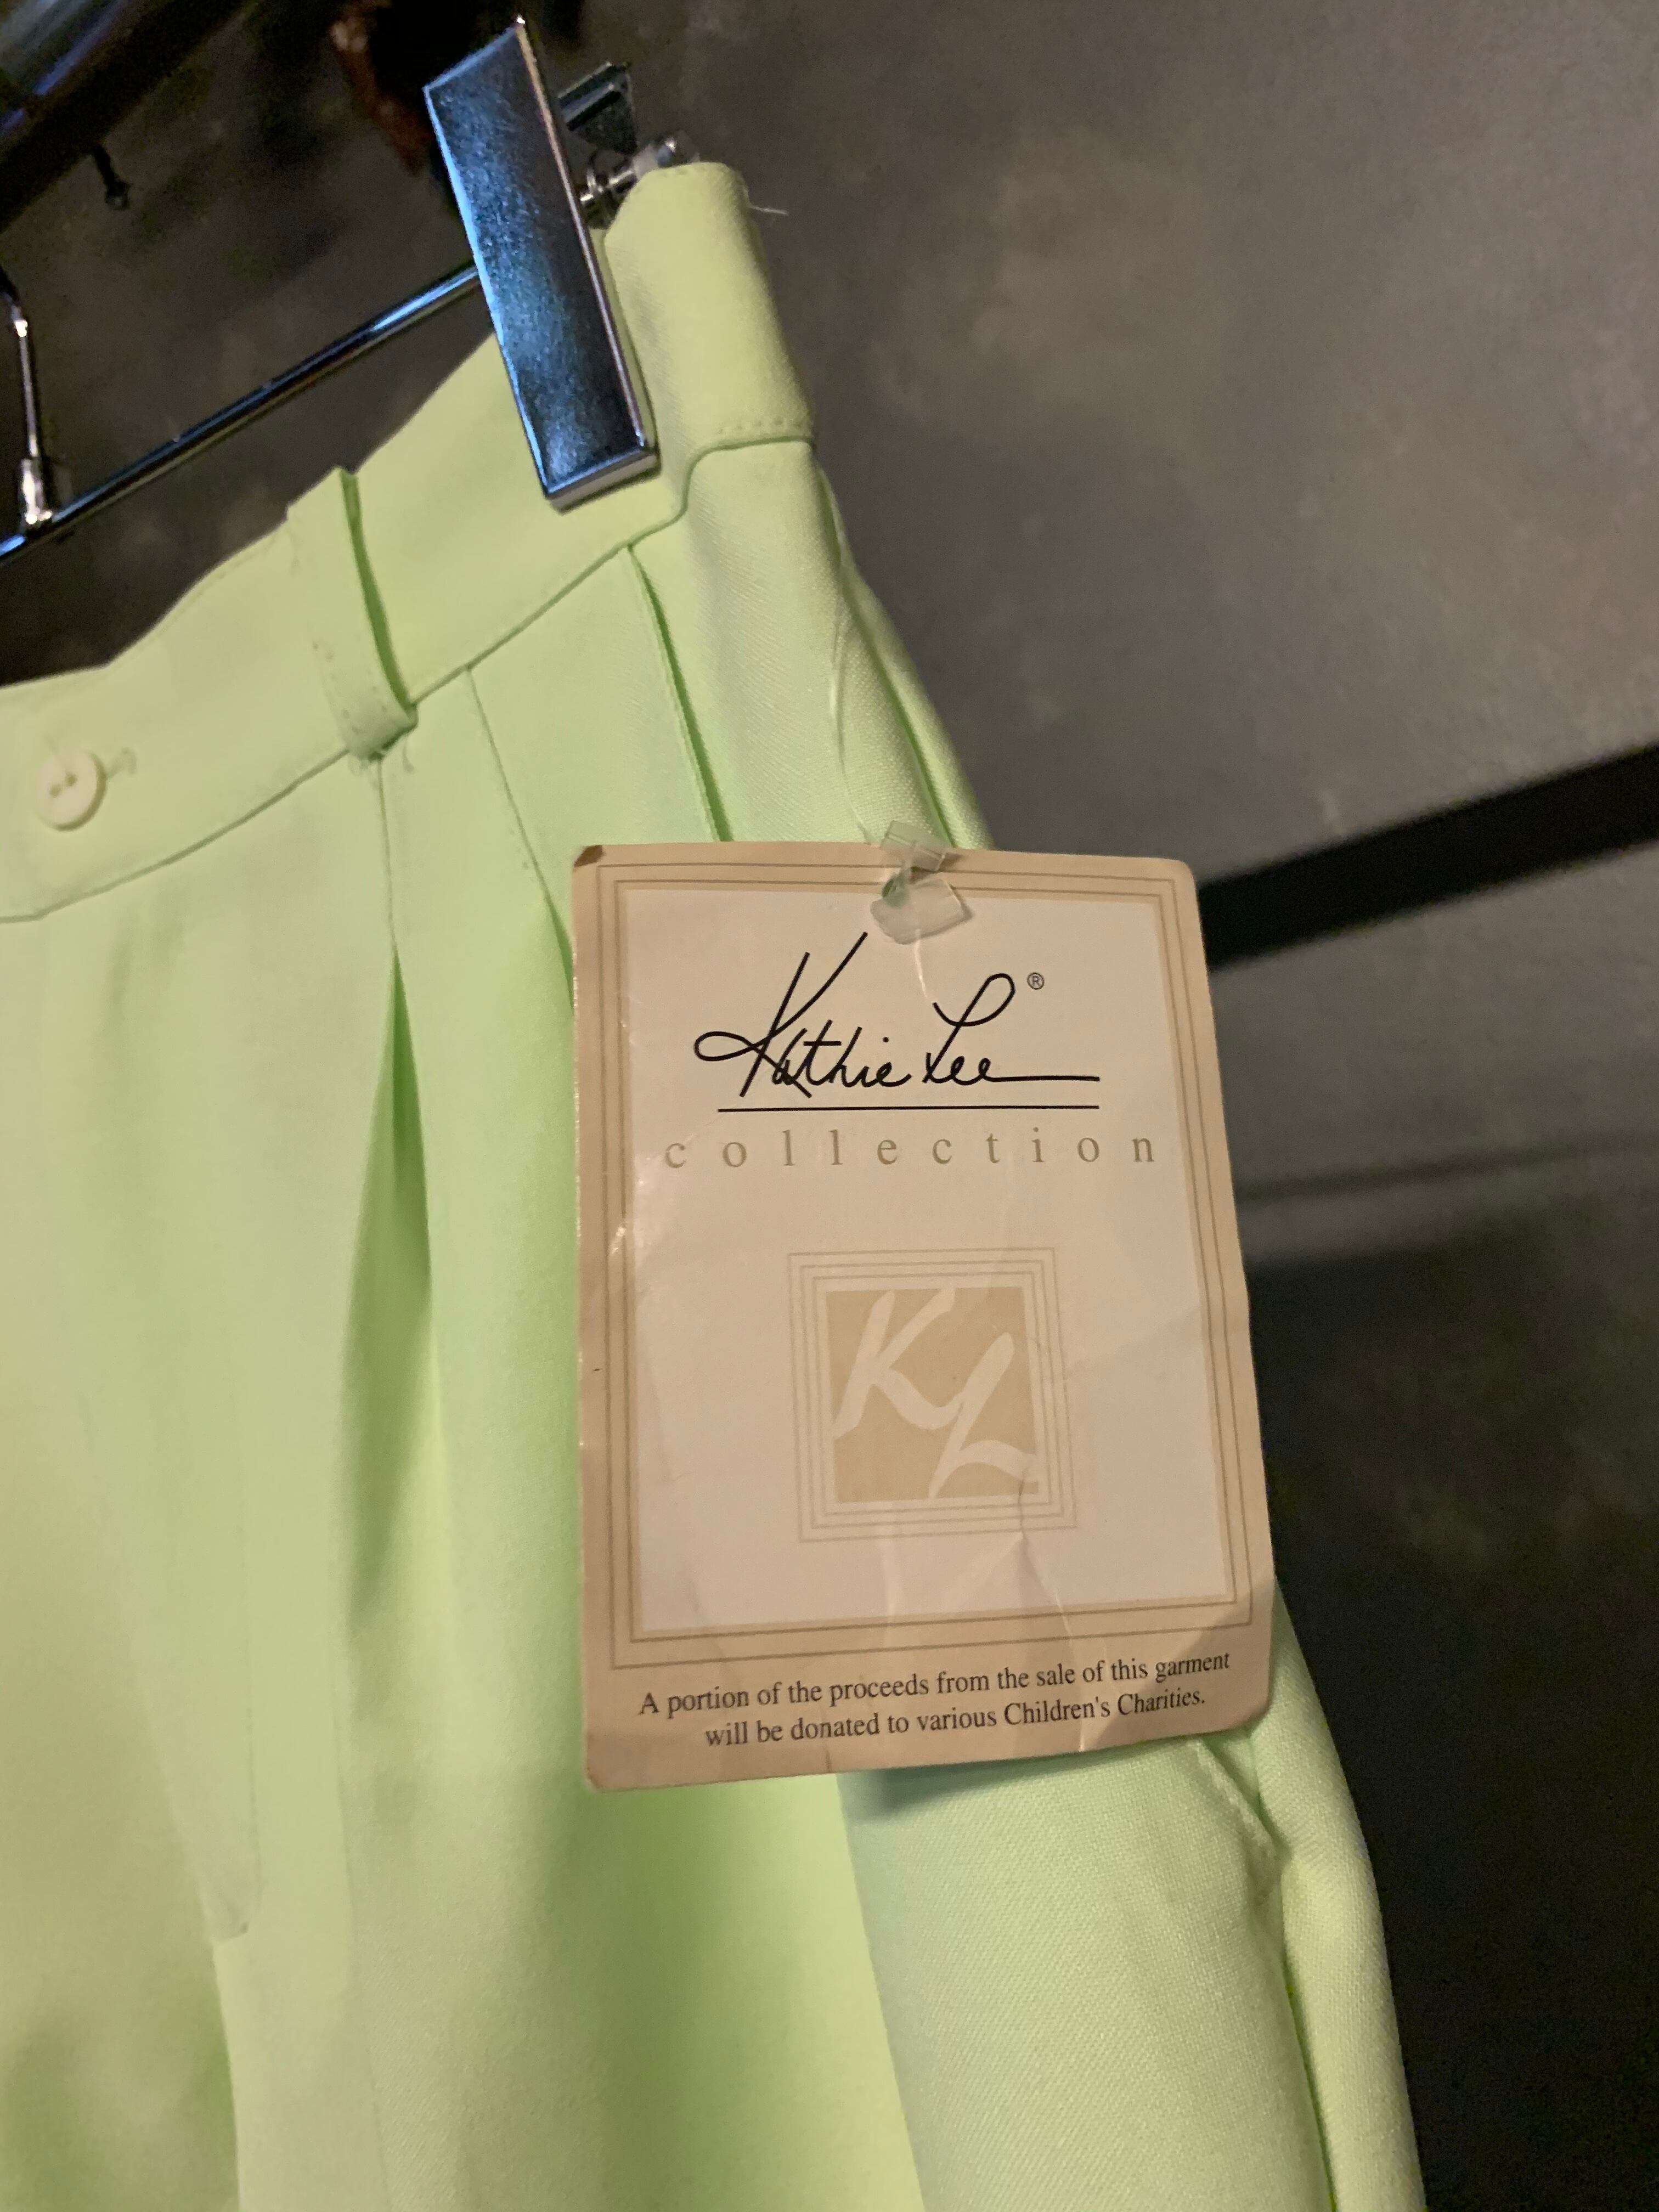 Kathie Lee®
collection
KL
A portion of the proceeds from the sale of this garment
will be donated to various Children's Charities.